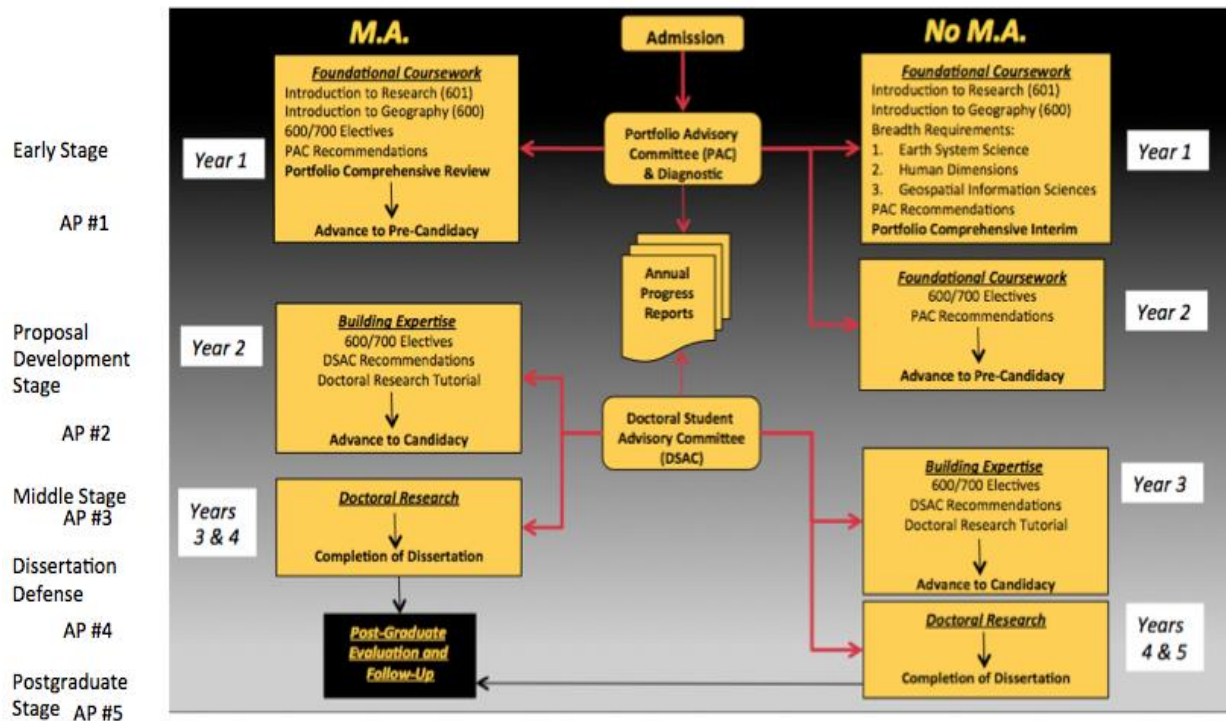 M.A.
Admission
No M.A.
Foundational Coursework
Introduction to Research (601)
Introduction to Geography (600)
600/700 Electives
PAC Recommendations
Portfolio Comprehensive Review
Advance to Pre-Candidacy
Portfolio Advisory
Committee (PAC)
& Diagnostic
Foundational Coursework
Introduction to Research (601)
Introduction to Geography (600)
Breadth Requirements:
1. Earth System Science
2. Human Dimensions
3. Geospatial Information Sciences
PAC Recommendations
Portfolio Comprehensive Interim
Early Stage
Year 1
Year 1
AP #1
Annual
Progress
Reports
Foundational Coursework
600/700 Electives
PAC Recommendations
Advance to Pre-Candidacy
Year 2
Proposal
Development
Stage
Year 2
Building Expertise
600/700 Electives
DSAC Recommendations
Doctoral Research Tutorial
Advance to Candidacy
AP #2
Doctoral Student
Advisory Committee
(DSAC)
Building Expertise
600/700 Electives
DSAC Recommendations
Doctoral Research Tutorial
Advance to Candidacy
Year 3
Middle Stage
AP #3
Years
3 & 4
Doctoral Research
Completion of Dissertation
Dissertation
Defense
AP #4
Post-Graduate
Evaluation and
Follow-Up
Doctoral Research
Completion of Dissertation
Years
4 & 5
Postgraduate
Stage AP #5